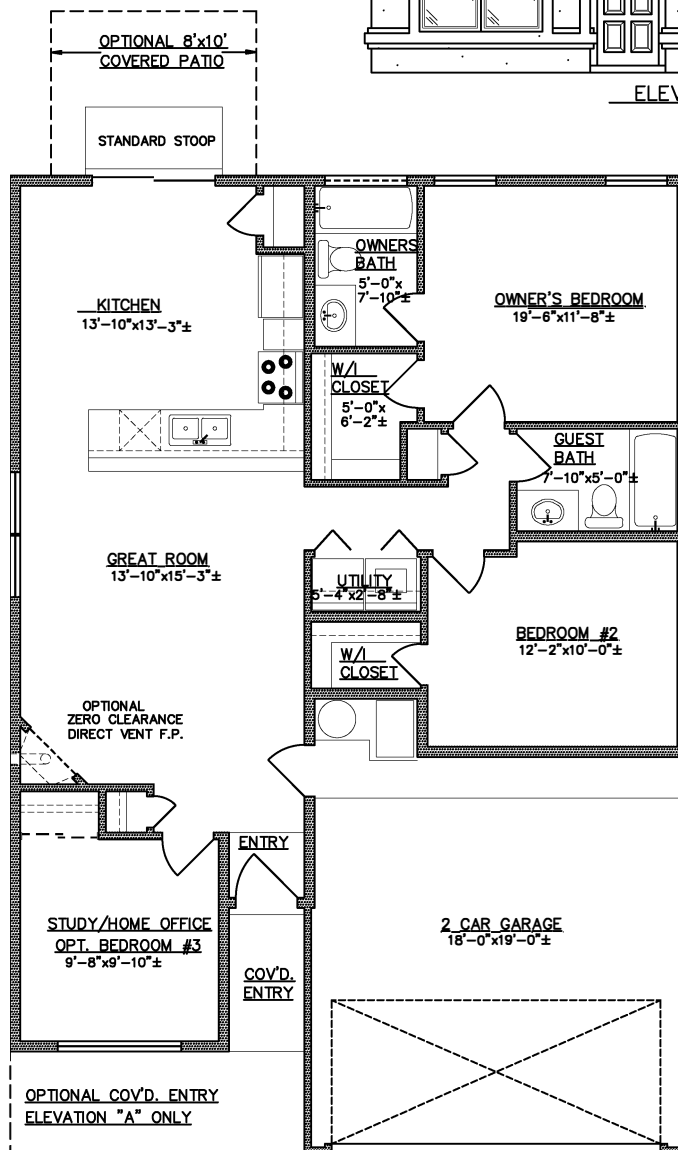 OPTIONAL 8'x10'
COVERED PATIO
ELEV
STANDARD STOOP
OWNERS
BATH
5'-0"x
7'-10"±
KITCHEN
13'-10"x13'-3"±
OWNER'S BEDROOM
19'-6"x11'-8"±
W/I
CLOSET
5'-0"x
6'-2"±
GUEST
BATH
7'-10"x5'-0"±
GREAT ROOM
13'-10"x15'-3"±
UTILITY
5'-4"x2'-8"±
BEDROOM #2
12'-2"x10'-0"±
W/I
CLOSET
OPTIONAL
ZERO CLEARANCE
DIRECT VENT F.P.
ENTRY
STUDY/HOME OFFICE
OPT. BEDROOM #3
9'-8"x9'-10"±
2 CAR GARAGE
18'-0"x19'-0"±
COV'D.
ENTRY
OPTIONAL COV'D. ENTRY
ELEVATION "A" ONLY